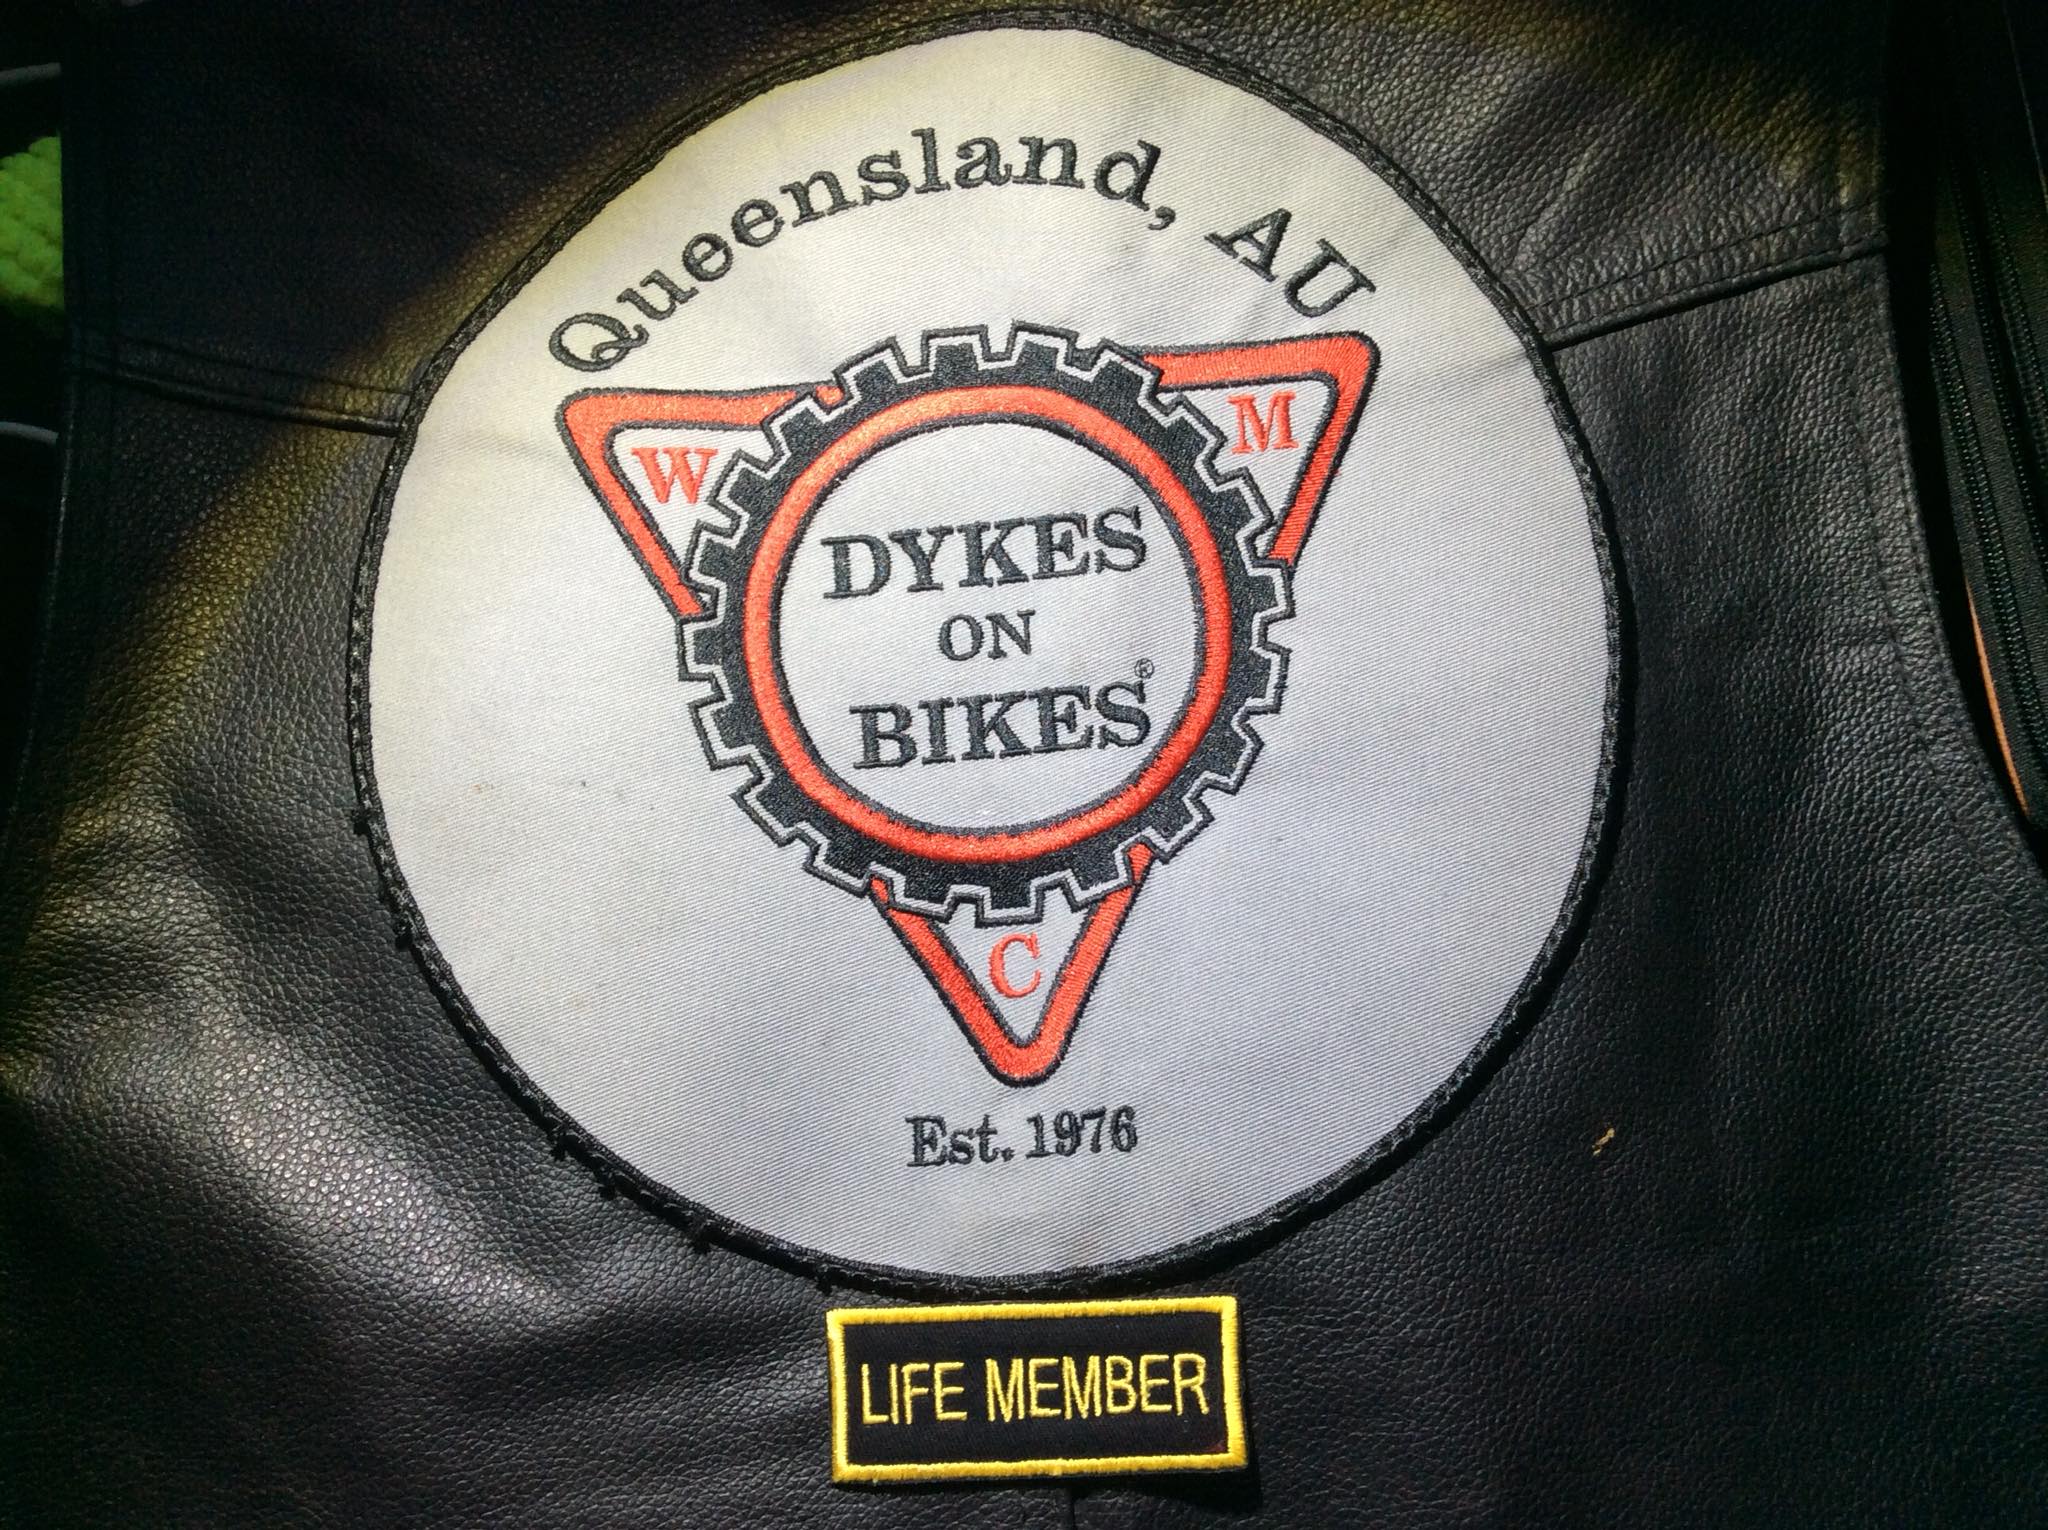 Queensland, AU
W M
DYKES
ON
BIKES®
C
Est. 1976
LIFE MEMBER